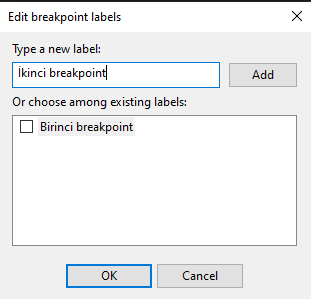 Edit breakpoint labels
Type a new label:
İkinci breakpoint
Add
Or choose among existing labels:
Birinci breakpoint
OK
Cancel